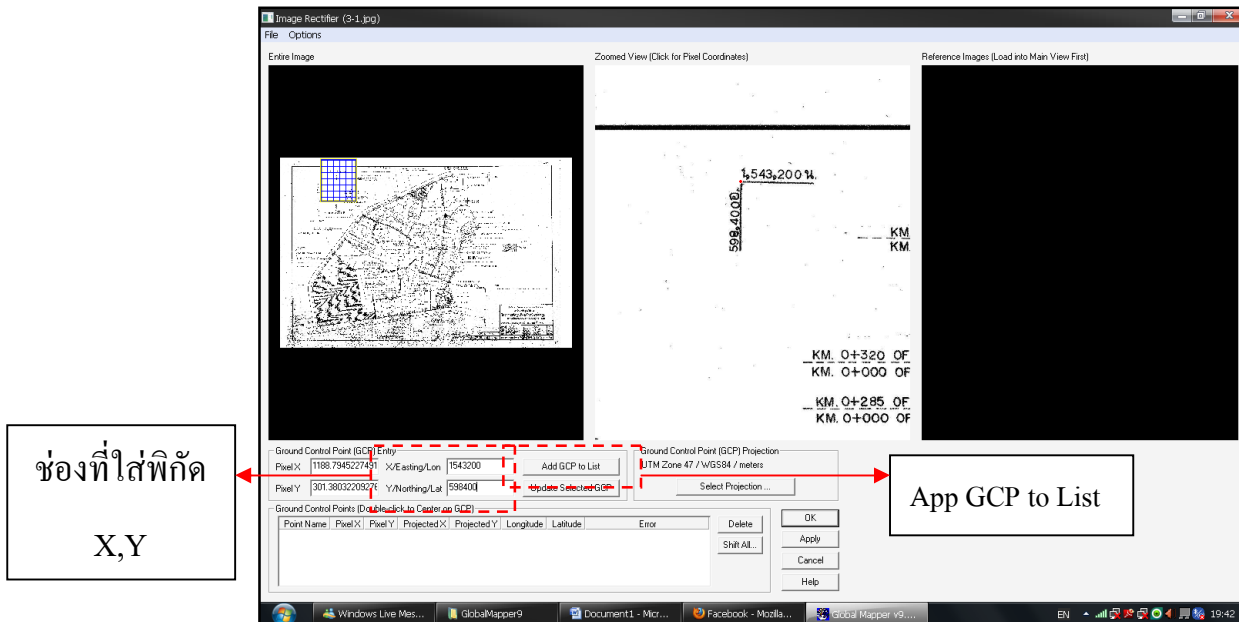 Image Rectifier (3-1.jpg)
File Options
Entire Image
Zoomed View (Click for Pixel Coordinates)
Reference Images (Load into Main View First)
1,543,200 น.
598,400 อ.
KM
KM.
KM. 0+320 OF
KM. 0+000 OF
KM. 0+285 OF
KM. 0+000 OF
ช่องที่ใส่พิกัด
X,Y
Ground Control Point (GCP) Entry
Pixel X 1188.7945227491 X/Easting/Lon 1543200 Add GCP to List
Pixel Y 301.38032209276 Y/Northing/Lat 598400 Update Selected GCP
Ground Control Point (GCP) Projection
UTM Zone 47 / WGS84 / meters
Select Projection ...
App GCP to List
Ground Control Points (Double-click to Center on GCP)
Point Name Pixel X Pixel Y Projected X Projected Y Longitude Latitude Error
Delete
Shift All...
OK
Apply
Cancel
Help
Windows Live Mes... GlobalMapper9 Document1 - Micr... Facebook - Mozilla... Global Mapper v9.... EN 19:42